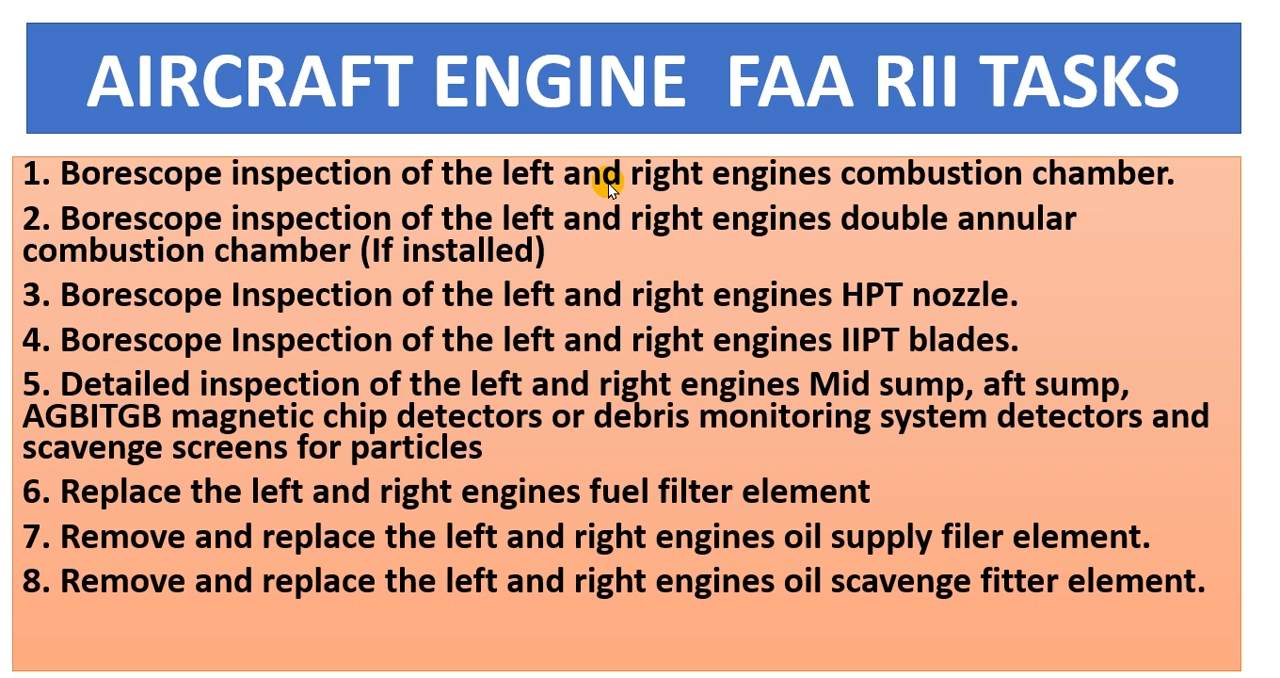 AIRCRAFT ENGINE FAA RII TASKS
1. Borescope inspection of the left and right engines combustion chamber.
2. Borescope inspection of the left and right engines double annular
combustion chamber (If installed)
3. Borescope Inspection of the left and right engines HPT nozzle.
4. Borescope Inspection of the left and right engines IIPT blades.
5. Detailed inspection of the left and right engines Mid sump, aft sump,
AGBITGB magnetic chip detectors or debris monitoring system detectors and
scavenge screens for particles
6. Replace the left and right engines fuel filter element
7. Remove and replace the left and right engines oil supply filer element.
8. Remove and replace the left and right engines oil scavenge fitter element.